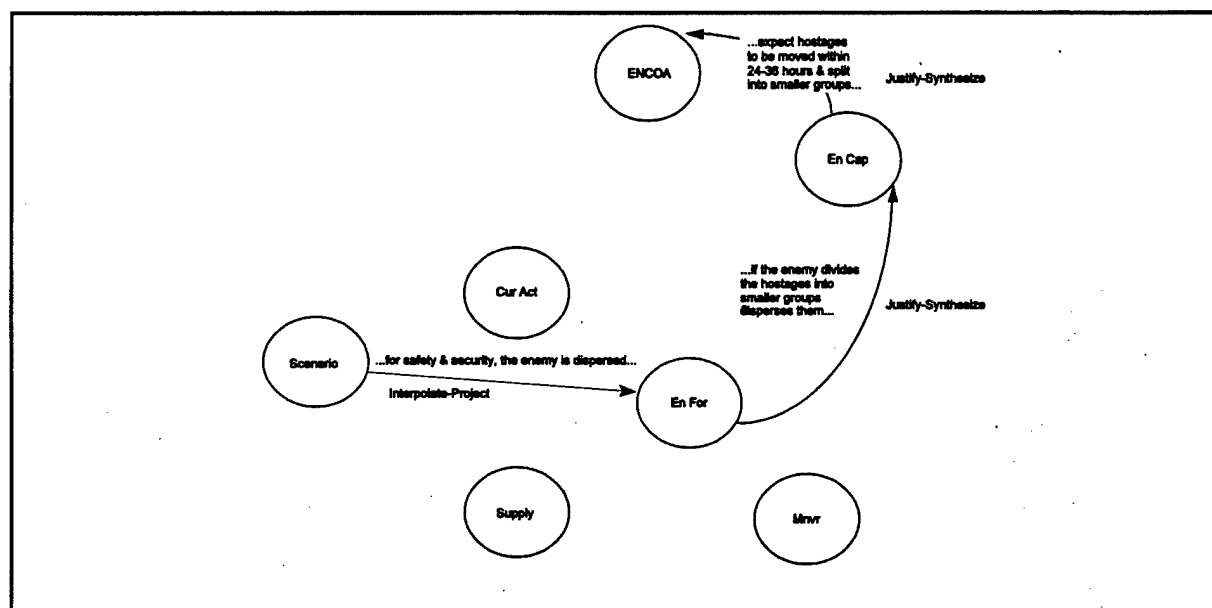 ...expect hostages
to be moved within
24-36 hours & split
into smaller groups...
ENCOA
Justify-Synthesize
En Cap
...if the enemy divides
the hostages into
smaller groups
&disperses them...
Cur Act
Justify-Synthesize
Scenario
...for safety & security, the enemy is dispersed...
Interpolate-Project
En For
Supply
Mnvr